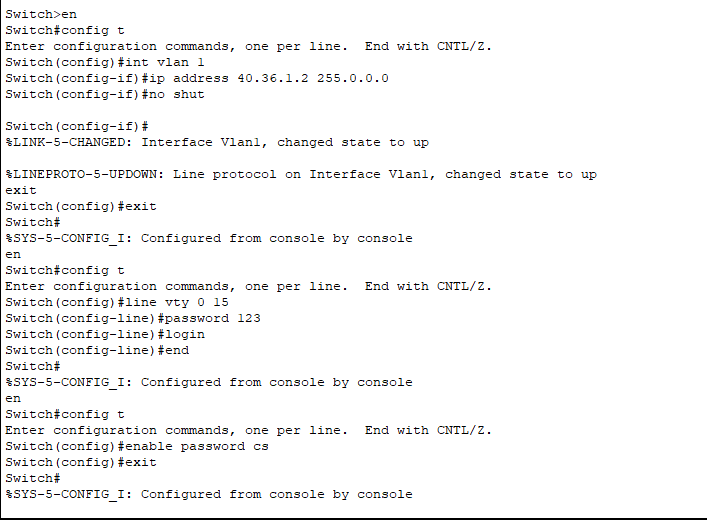 Switch>en
Switch#config t
Enter configuration commands, one per line.  End with CNTL/Z.
Switch(config)#int vlan 1
Switch(config-if)#ip address 40.36.1.2 255.0.0.0
Switch(config-if)#no shut
Switch(config-if)#
%LINK-5-CHANGED: Interface Vlan1, changed state to up
%LINEPROTO-5-UPDOWN: Line protocol on Interface Vlan1, changed state to up
exit
Switch(config)#exit
Switch#
%SYS-5-CONFIG_I: Configured from console by console
en
Switch#config t
Enter configuration commands, one per line.  End with CNTL/Z.
Switch(config)#line vty 0 15
Switch(config-line)#password 123
Switch(config-line)#login
Switch(config-line)#end
Switch#
%SYS-5-CONFIG_I: Configured from console by console
en
Switch#config t
Enter configuration commands, one per line.  End with CNTL/Z.
Switch(config)#enable password cs
Switch(config)#exit
Switch#
%SYS-5-CONFIG_I: Configured from console by console